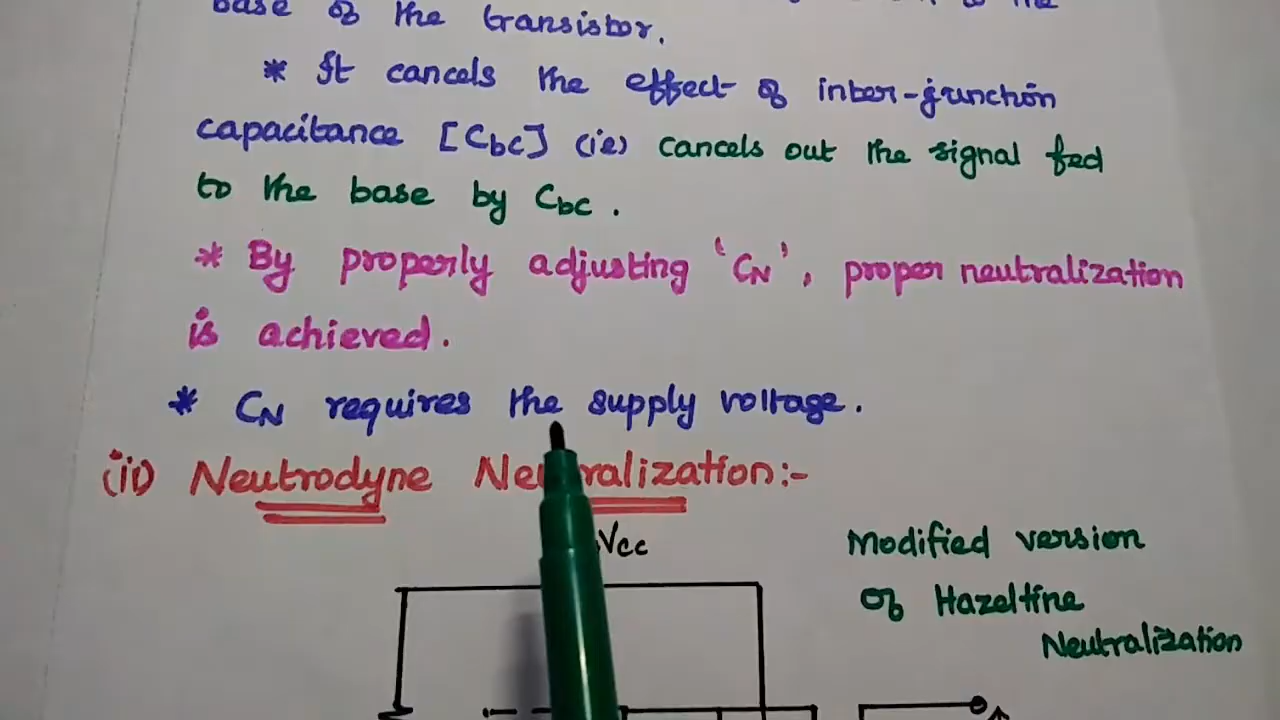 base of the transistor.
* It cancels the effect of inter-junction
capacitance [Cbc] (ie) cancels out the signal fed
to the base by Cbc.
* By properly adjusting 'CN', proper neutralization
is achieved.
* CN requires the supply voltage.
(ii) Neutrodyne Neutralization:-
Vcc
Modified version
of Hazeltine
Neutralization